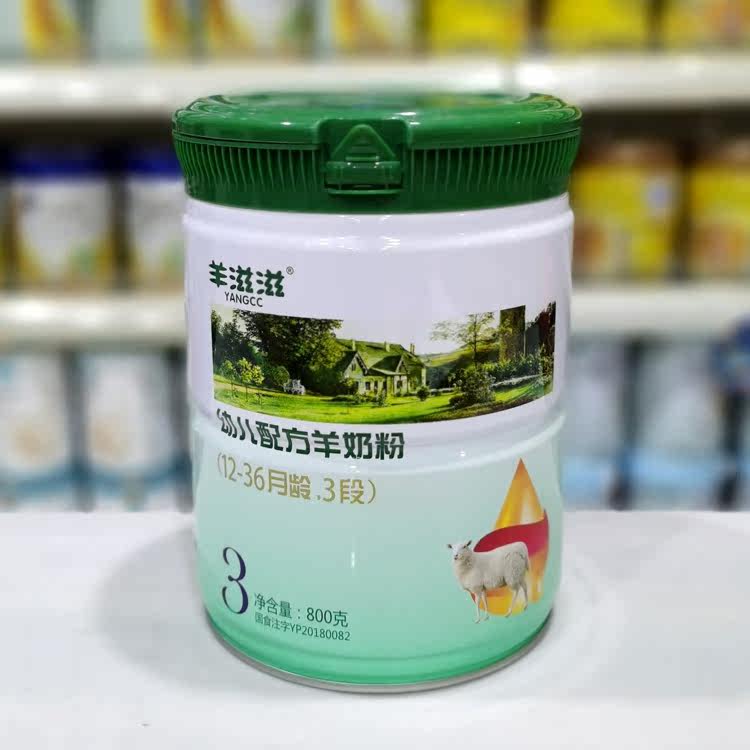 羊滋滋®
YANGCC
幼儿配方羊奶粉
(12-36月龄,3段)
3
净含量：800克
国食注字YP20180082